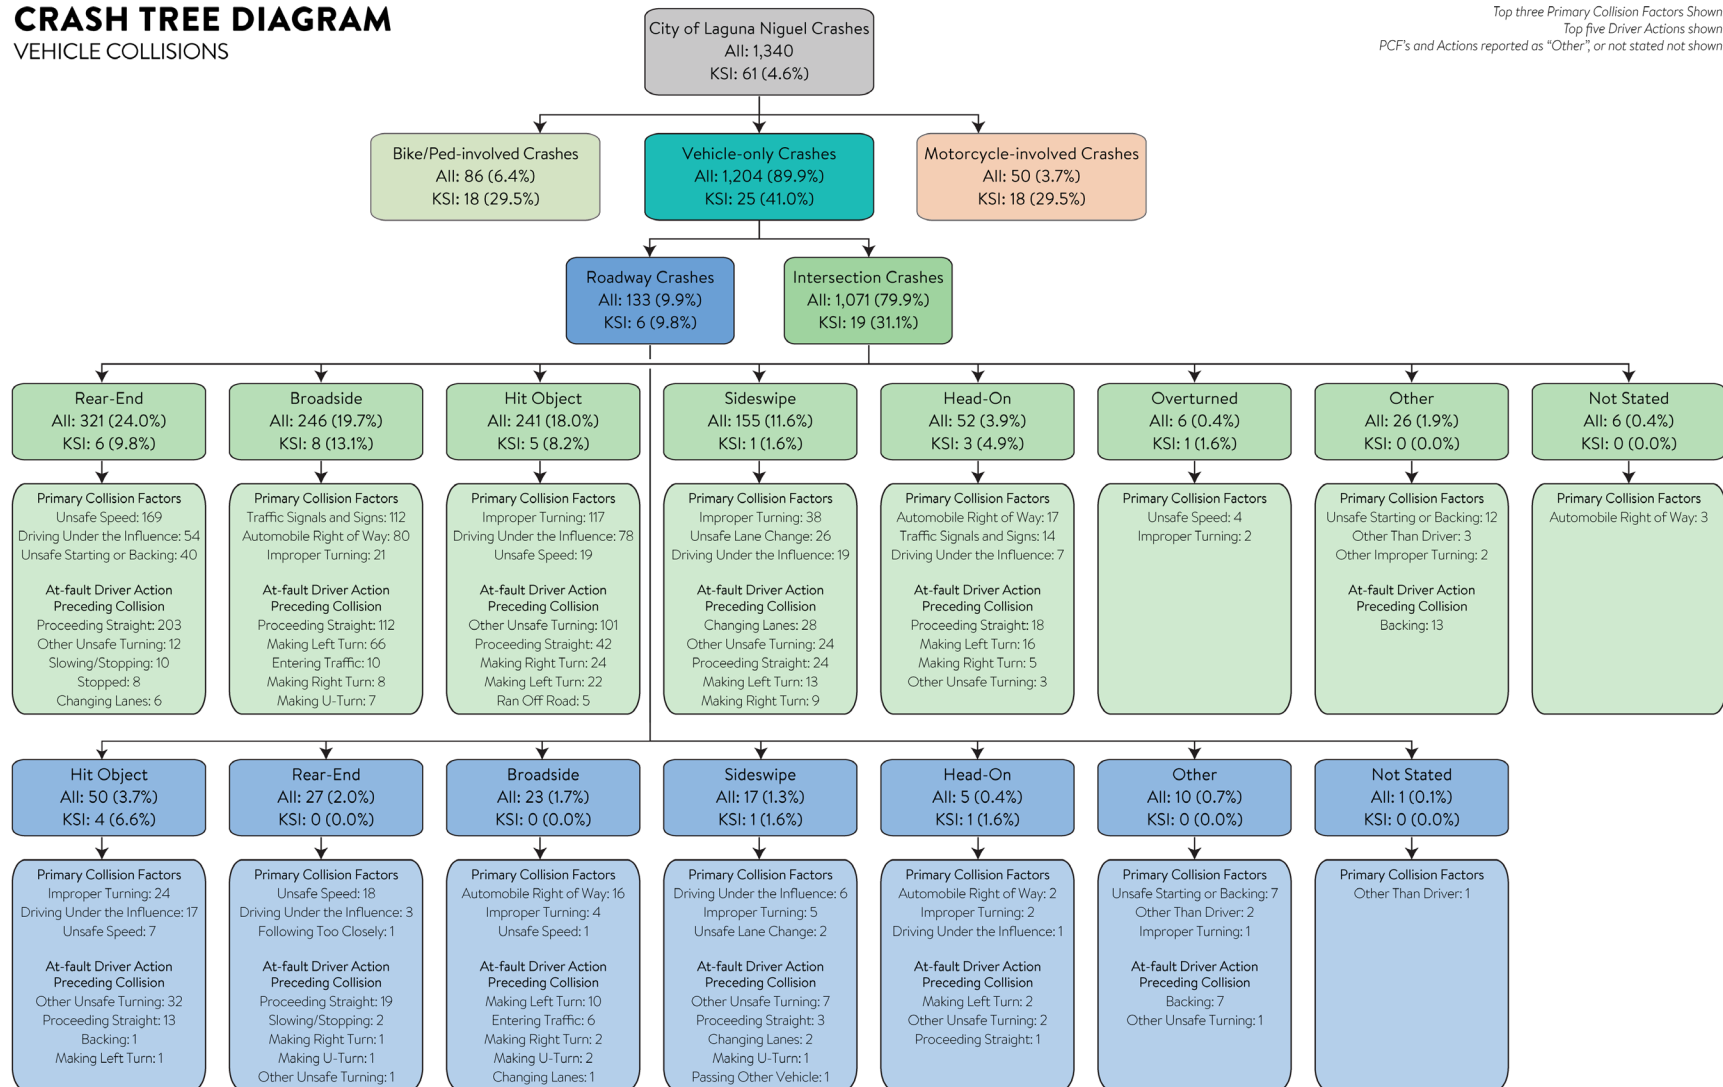 CRASH TREE DIAGRAM
VEHICLE COLLISIONS
Top three Primary Collision Factors Shown
Top five Driver Actions shown
PCF's and Actions reported as "Other", or not stated not shown
City of Laguna Niguel Crashes
All: 1,340
KSI: 61 (4.6%)
Bike/Ped-involved Crashes
All: 86 (6.4%)
KSI: 18 (29.5%)
Vehicle-only Crashes
All: 1,204 (89.9%)
KSI: 25 (41.0%)
Motorcycle-involved Crashes
All: 50 (3.7%)
KSI: 18 (29.5%)
Roadway Crashes
All: 133 (9.9%)
KSI: 6 (9.8%)
Intersection Crashes
All: 1,071 (79.9%)
KSI: 19 (31.1%)
Rear-End
All: 321 (24.0%)
KSI: 6 (9.8%)
Broadside
All: 246 (19.7%)
KSI: 8 (13.1%)
Hit Object
All: 241 (18.0%)
KSI: 5 (8.2%)
Sideswipe
All: 155 (11.6%)
KSI: 1 (1.6%)
Head-On
All: 52 (3.9%)
KSI: 3 (4.9%)
Overturned
All: 6 (0.4%)
KSI: 1 (1.6%)
Other
All: 26 (1.9%)
KSI: 0 (0.0%)
Not Stated
All: 6 (0.4%)
KSI: 0 (0.0%)
Primary Collision Factors
Unsafe Speed: 169
Driving Under the Influence: 54
Unsafe Starting or Backing: 40
At-fault Driver Action
Preceding Collision
Proceeding Straight: 203
Other Unsafe Turning: 12
Slowing/Stopping: 10
Stopped: 8
Changing Lanes: 6
Primary Collision Factors
Traffic Signals and Signs: 112
Automobile Right of Way: 80
Improper Turning: 21
At-fault Driver Action
Preceding Collision
Proceeding Straight: 112
Making Left Turn: 66
Entering Traffic: 10
Making Right Turn: 8
Making U-Turn: 7
Primary Collision Factors
Improper Turning: 117
Driving Under the Influence: 78
Unsafe Speed: 19
At-fault Driver Action
Preceding Collision
Other Unsafe Turning: 101
Proceeding Straight: 42
Making Right Turn: 24
Making Left Turn: 22
Ran Off Road: 5
Primary Collision Factors
Improper Turning: 38
Unsafe Lane Change: 26
Driving Under the Influence: 19
At-fault Driver Action
Preceding Collision
Changing Lanes: 28
Other Unsafe Turning: 24
Proceeding Straight: 24
Making Left Turn: 13
Making Right Turn: 9
Primary Collision Factors
Automobile Right of Way: 17
Traffic Signals and Signs: 14
Driving Under the Influence: 7
At-fault Driver Action
Preceding Collision
Proceeding Straight: 18
Making Left Turn: 16
Making Right Turn: 5
Other Unsafe Turning: 3
Primary Collision Factors
Unsafe Speed: 4
Improper Turning: 2
Primary Collision Factors
Unsafe Starting or Backing: 12
Other Than Driver: 3
Other Improper Turning: 2
At-fault Driver Action
Preceding Collision
Backing: 13
Primary Collision Factors
Automobile Right of Way: 3
Hit Object
All: 50 (3.7%)
KSI: 4 (6.6%)
Rear-End
All: 27 (2.0%)
KSI: 0 (0.0%)
Broadside
All: 23 (1.7%)
KSI: 0 (0.0%)
Sideswipe
All: 17 (1.3%)
KSI: 1 (1.6%)
Head-On
All: 5 (0.4%)
KSI: 1 (1.6%)
Other
All: 10 (0.7%)
KSI: 0 (0.0%)
Not Stated
All: 1 (0.1%)
KSI: 0 (0.0%)
Primary Collision Factors
Improper Turning: 24
Driving Under the Influence: 17
Unsafe Speed: 7
At-fault Driver Action
Preceding Collision
Other Unsafe Turning: 32
Proceeding Straight: 13
Backing: 1
Making Left Turn: 1
Primary Collision Factors
Unsafe Speed: 18
Driving Under the Influence: 3
Following Too Closely: 1
At-fault Driver Action
Preceding Collision
Proceeding Straight: 19
Slowing/Stopping: 2
Making Right Turn: 1
Making U-Turn: 1
Other Unsafe Turning: 1
Primary Collision Factors
Automobile Right of Way: 16
Improper Turning: 4
Unsafe Speed: 1
At-fault Driver Action
Preceding Collision
Making Left Turn: 10
Entering Traffic: 6
Making Right Turn: 2
Making U-Turn: 2
Changing Lanes: 1
Primary Collision Factors
Driving Under the Influence: 6
Improper Turning: 5
Unsafe Lane Change: 2
At-fault Driver Action
Preceding Collision
Other Unsafe Turning: 7
Proceeding Straight: 3
Changing Lanes: 2
Making U-Turn: 1
Passing Other Vehicle: 1
Primary Collision Factors
Automobile Right of Way: 2
Improper Turning: 2
Driving Under the Influence: 1
At-fault Driver Action
Preceding Collision
Making Left Turn: 2
Other Unsafe Turning: 2
Proceeding Straight: 1
Primary Collision Factors
Unsafe Starting or Backing: 7
Other Than Driver: 2
Improper Turning: 1
At-fault Driver Action
Preceding Collision
Backing: 7
Other Unsafe Turning: 1
Primary Collision Factors
Other Than Driver: 1